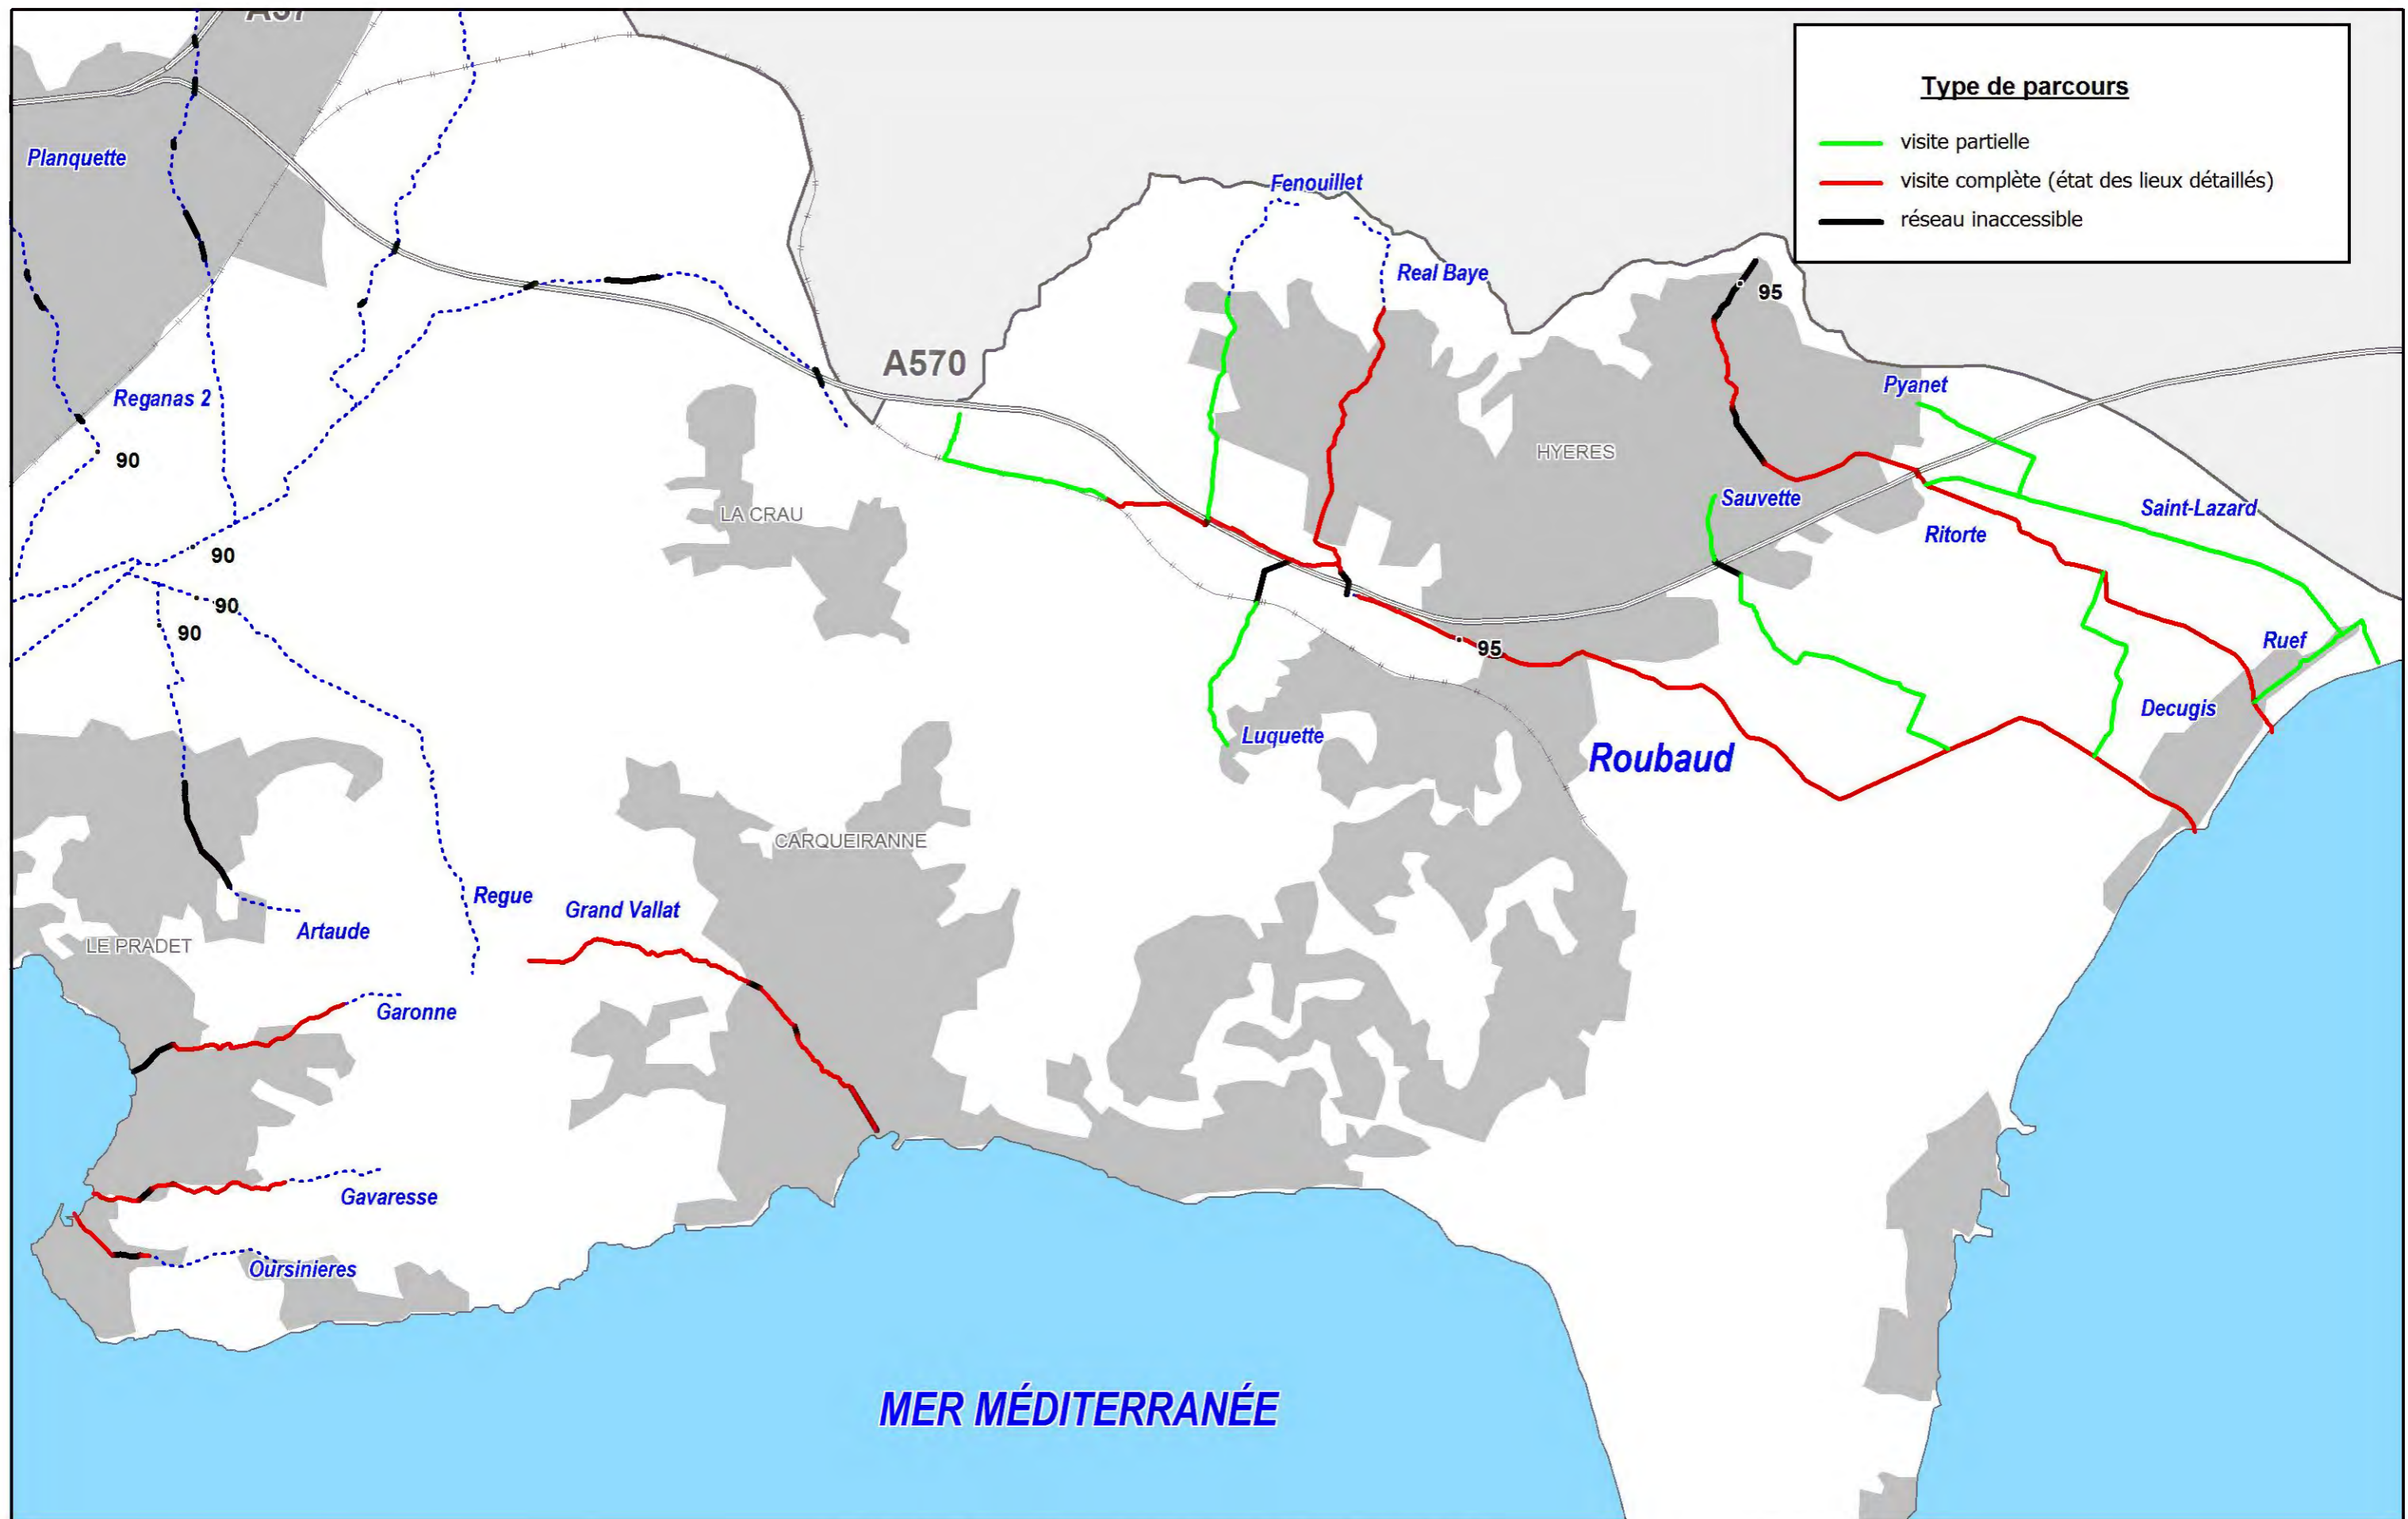 A57
Type de parcours
visite partielle
visite complète (état des lieux détaillés)
réseau inaccessible
Planquette
Fenouillet
Real Baye
95
A570
Pyanet
Reganas 2
90
HYERES
Sauvette
LA CRAU
Saint-Lazard
Ritorte
90
90
90
95
Ruef
Decugis
Luquette
Roubaud
CARQUEIRANNE
Regue
Grand Vallat
Artaude
LE PRADET
Garonne
Gavaresse
Oursinieres
MER MÉDITERRANÉE